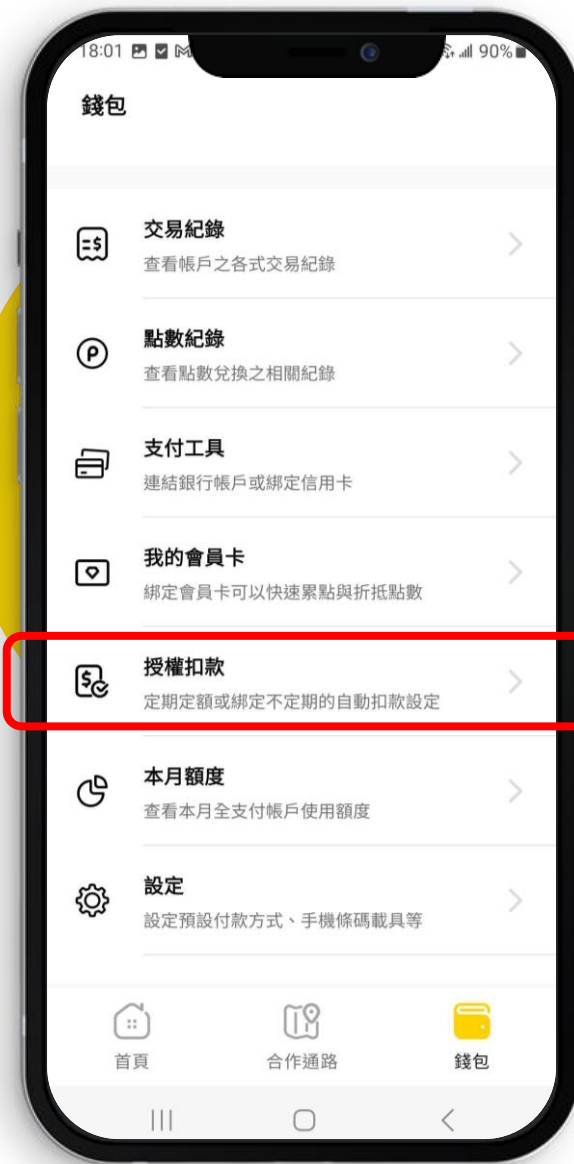 18:01
90%
錢包
交易紀錄
查看帳戶之各式交易紀錄
點數紀錄
查看點數兌換之相關紀錄
支付工具
連結銀行帳戶或綁定信用卡
我的會員卡
綁定會員卡可以快速累點與折抵點數
授權扣款
定期定額或綁定不定期的自動扣款設定
本月額度
查看本月全支付帳戶使用額度
設定
設定預設付款方式、手機條碼載具等
首頁
合作通路
錢包